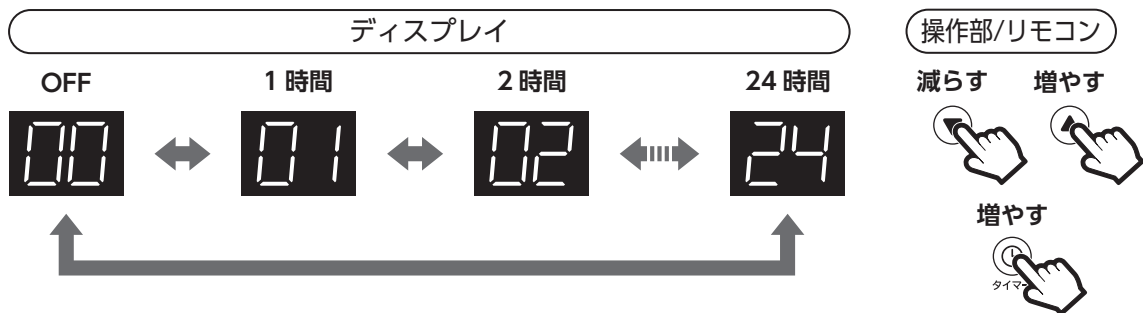 ディスプレイ
操作部/リモコン
OFF
1 時間
2 時間
24 時間
減らす
増やす
00
01
02
24
増やす
タイマー